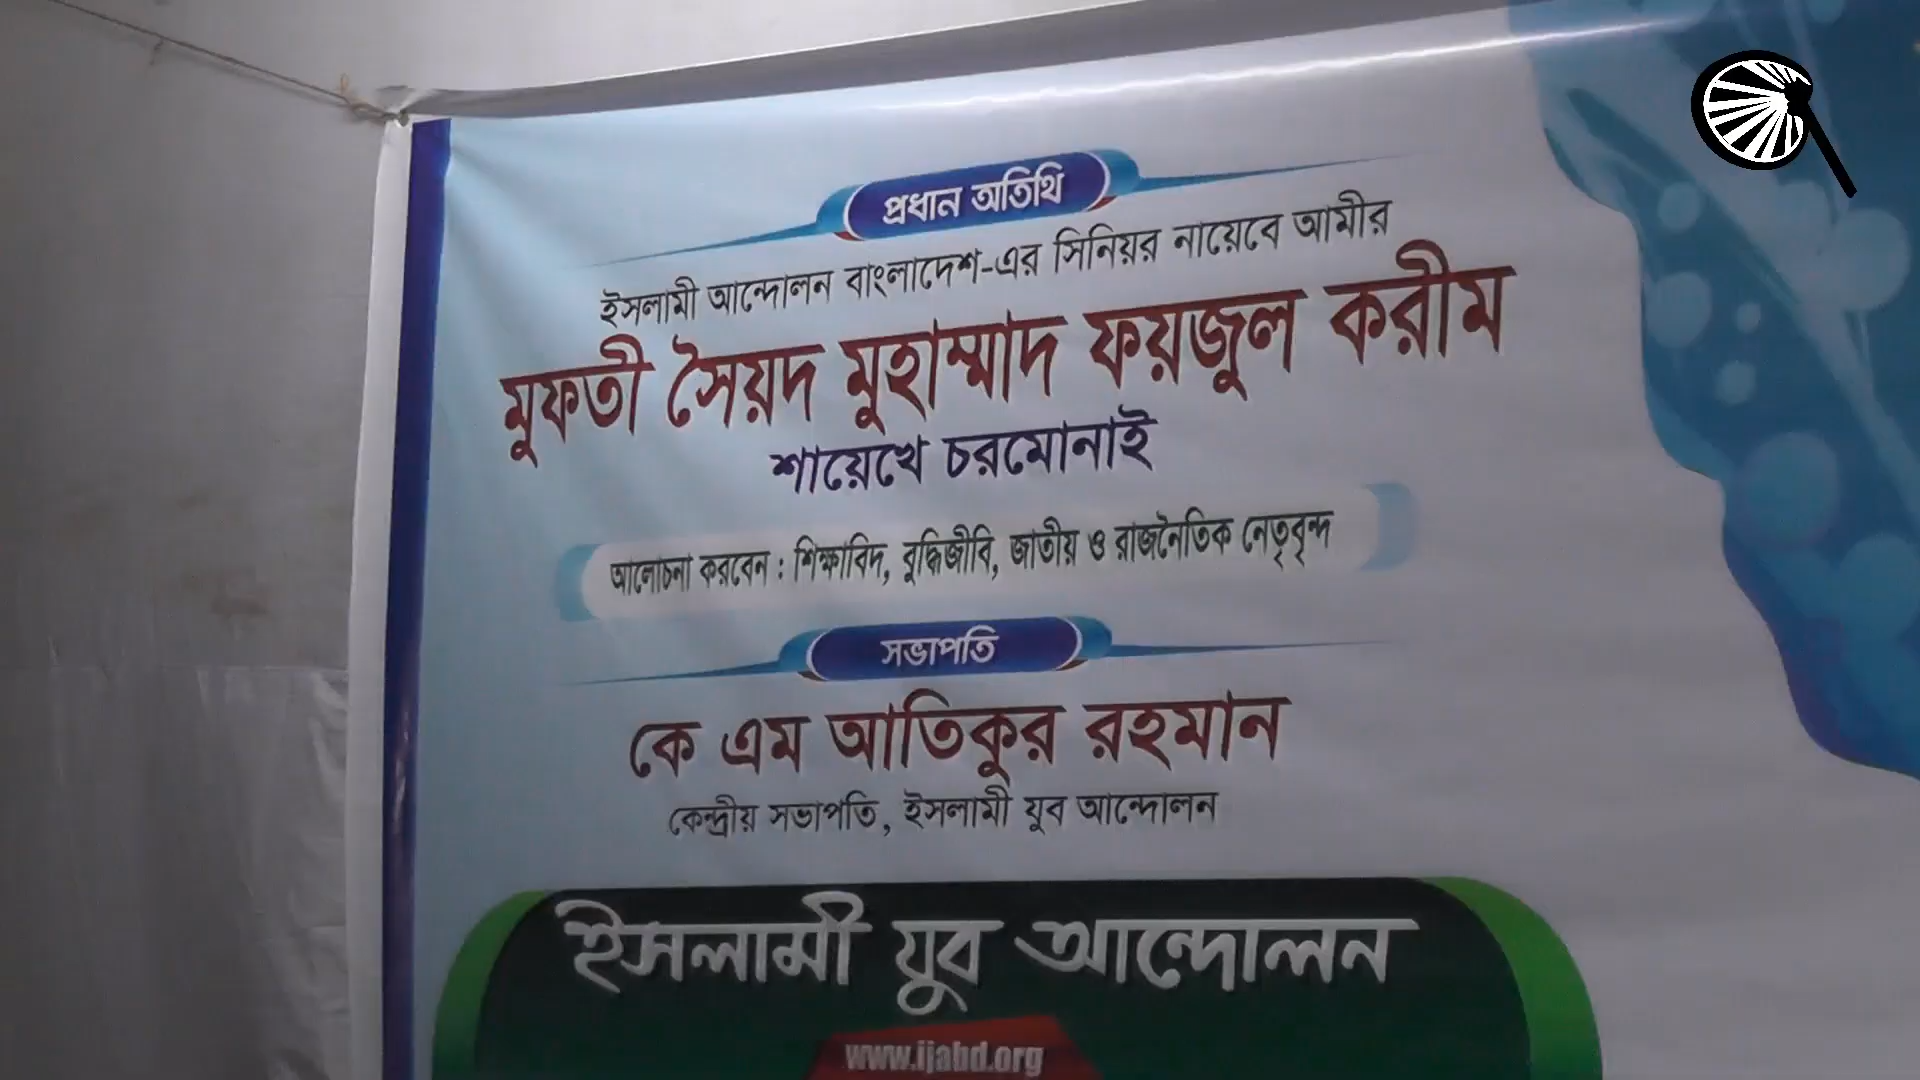 প্রধান অতিথি
ইসলামী আন্দোলন বাংলাদেশ-এর সিনিয়র নায়েবে আমীর
মুফতী সৈয়দ মুহাম্মাদ ফয়জুল করীম
শায়েখে চরমোনাই
আলোচনা করবেন : শিক্ষাবিদ, বুদ্ধিজীবি, জাতীয় ও রাজনৈতিক নেতৃবৃন্দ
সভাপতি
কে এম আতিকুর রহমান
কেন্দ্রীয় সভাপতি, ইসলামী যুব আন্দোলন
ইসলামী যুব আন্দোলন
www.ijabd.org